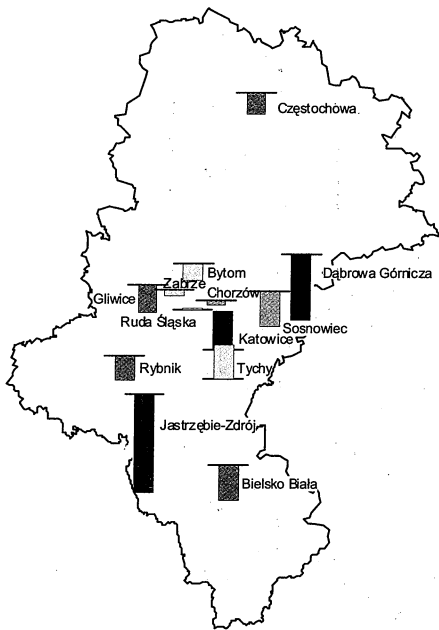 Częstochowa
Bytom
Dąbrowa Górnicza
Zabrze
Gliwice
Chorzów
Ruda Śląska
Sosnowiec
Katowice
Rybnik
Tychy
Jastrzębie-Zdrój
Bielsko Biała